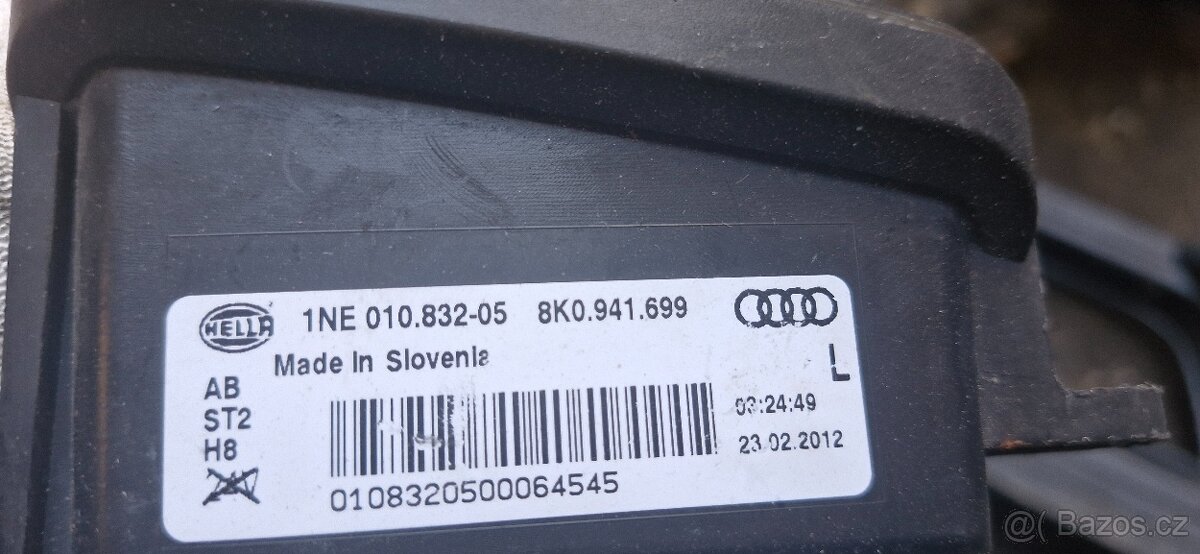 HELLA 1NE 010.832-05 8K0.941.699
Made In Slovenia
L
AB
ST2
H8
03:24:49
23.02.2012
0108320500064545
@( Bazos.cz